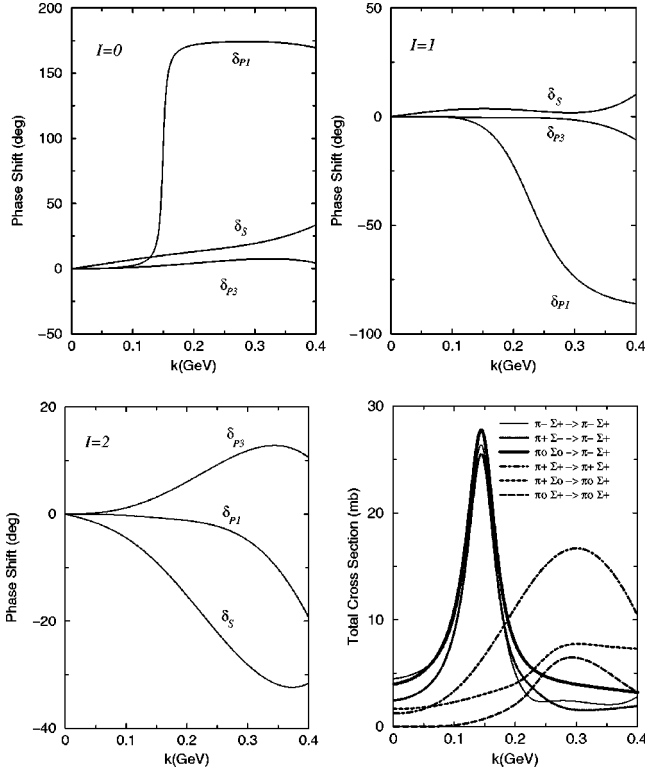 200
150
100
50
0
−50
Phase Shift (deg)
I=0
δP1
δS
δP3
0
0.1
0.2
0.3
0.4
k(GeV)
50
0
−50
−100
Phase Shift (deg)
I=1
δS
δP3
δP1
0
0.1
0.2
0.3
0.4
k(GeV)
20
0
−20
−40
Phase Shift (deg)
I=2
δP3
δP1
δS
0
0.1
0.2
0.3
0.4
k(GeV)
30
20
10
0
Total Cross Section (mb)
π− Σ+ −> π− Σ+
π+ Σ− −> π− Σ+
πo Σo −> π− Σ+
π+ Σ+ −> π+ Σ+
π+ Σo −> πo Σ+
πo Σ+ −> πo Σ+
0
0.1
0.2
0.3
0.4
k(GeV)